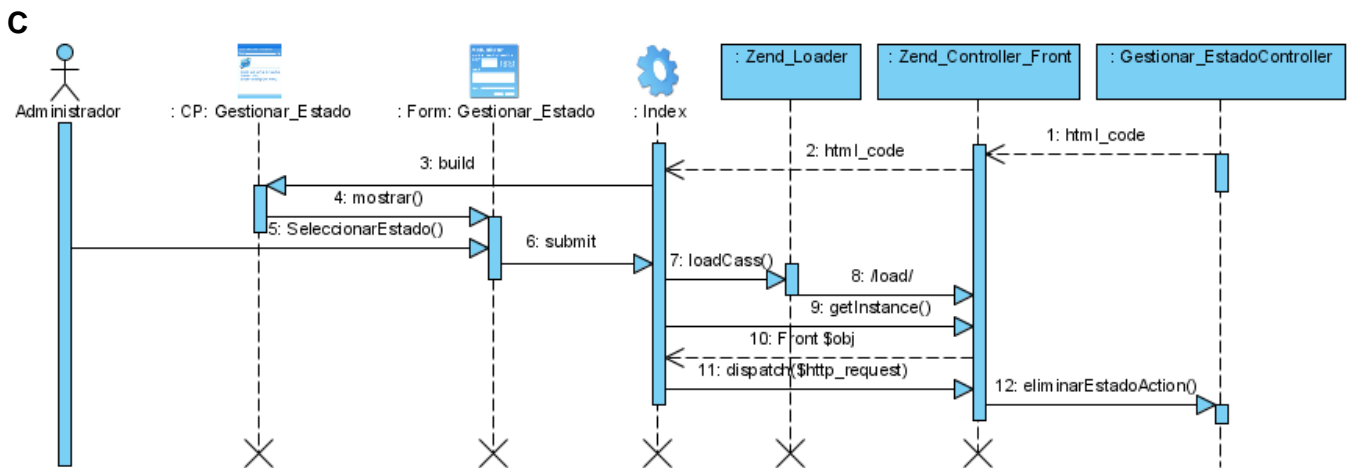 C
: Zend_Loader
: Zend_Controller_Front
: Gestionar_EstadoController
Administrador
: CP: Gestionar_Estado
: Form: Gestionar_Estado
: Index
1: html_code
2: html_code
3: build
4: mostrar()
5: SeleccionarEstado()
6: submit
7: loadCass()
8: /load/
9: getInstance()
10: Front $obj
11: dispatch($http_request)
12: eliminarEstadoAction()